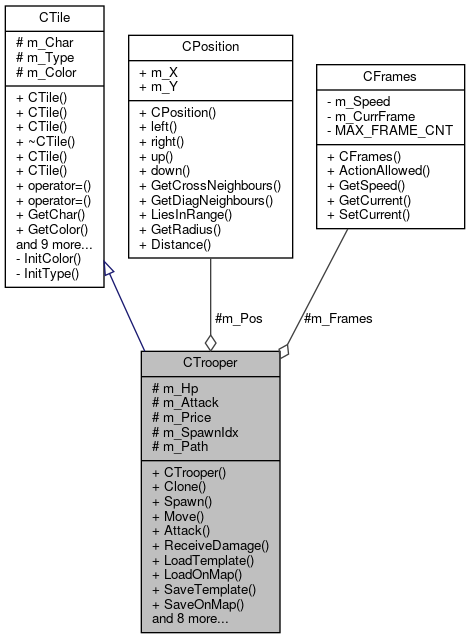 CTile
# m_Char
# m_Type
# m_Color
+ CTile()
+ CTile()
+ CTile()
+ ~CTile()
+ CTile()
+ CTile()
+ operator=()
+ operator=()
+ GetChar()
+ GetColor()
and 9 more...
- InitColor()
- InitType()
CPosition
+ m_X
+ m_Y
+ CPosition()
+ left()
+ right()
+ up()
+ down()
+ GetCrossNeighbours()
+ GetDiagNeighbours()
+ LiesInRange()
+ GetRadius()
+ Distance()
CFrames
- m_Speed
- m_CurrFrame
- MAX_FRAME_CNT
+ CFrames()
+ ActionAllowed()
+ GetSpeed()
+ GetCurrent()
+ SetCurrent()
#m_Pos
#m_Frames
CTrooper
# m_Hp
# m_Attack
# m_Price
# m_SpawnIdx
# m_Path
+ CTrooper()
+ Clone()
+ Spawn()
+ Move()
+ Attack()
+ ReceiveDamage()
+ LoadTemplate()
+ LoadOnMap()
+ SaveTemplate()
+ SaveOnMap()
and 8 more...